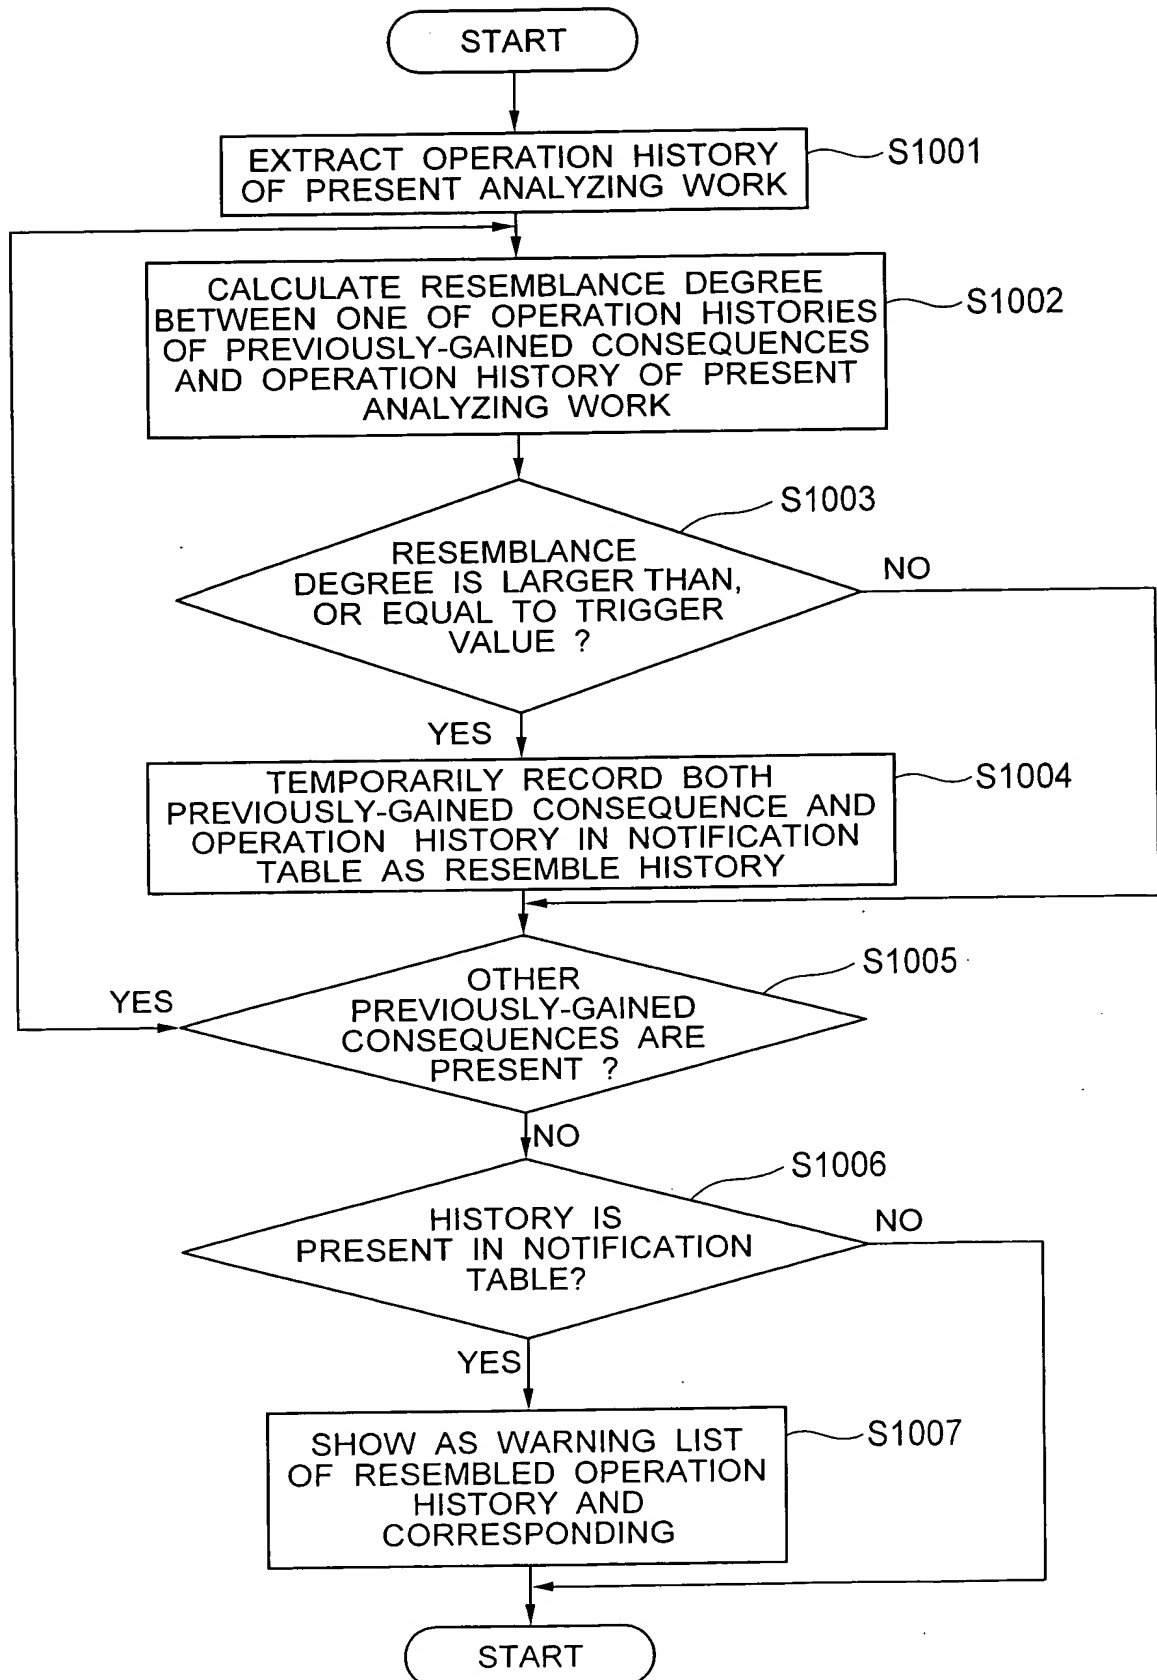 START
EXTRACT OPERATION HISTORY
OF PRESENT ANALYZING WORK
S1001
CALCULATE RESEMBLANCE DEGREE
BETWEEN ONE OF OPERATION HISTORIES
OF PREVIOUSLY-GAINED CONSEQUENCES
AND OPERATION HISTORY OF PRESENT
ANALYZING WORK
S1002
S1003
RESEMBLANCE
DEGREE IS LARGER THAN,
OR EQUAL TO TRIGGER
VALUE ?
NO
YES
TEMPORARILY RECORD BOTH
PREVIOUSLY-GAINED CONSEQUENCE AND
OPERATION HISTORY IN NOTIFICATION
TABLE AS RESEMBLE HISTORY
S1004
S1005
OTHER
PREVIOUSLY-GAINED
CONSEQUENCES ARE
PRESENT ?
YES
NO
S1006
HISTORY IS
PRESENT IN NOTIFICATION
TABLE?
NO
YES
SHOW AS WARNING LIST
OF RESEMBLED OPERATION
HISTORY AND
CORRESPONDING
S1007
START